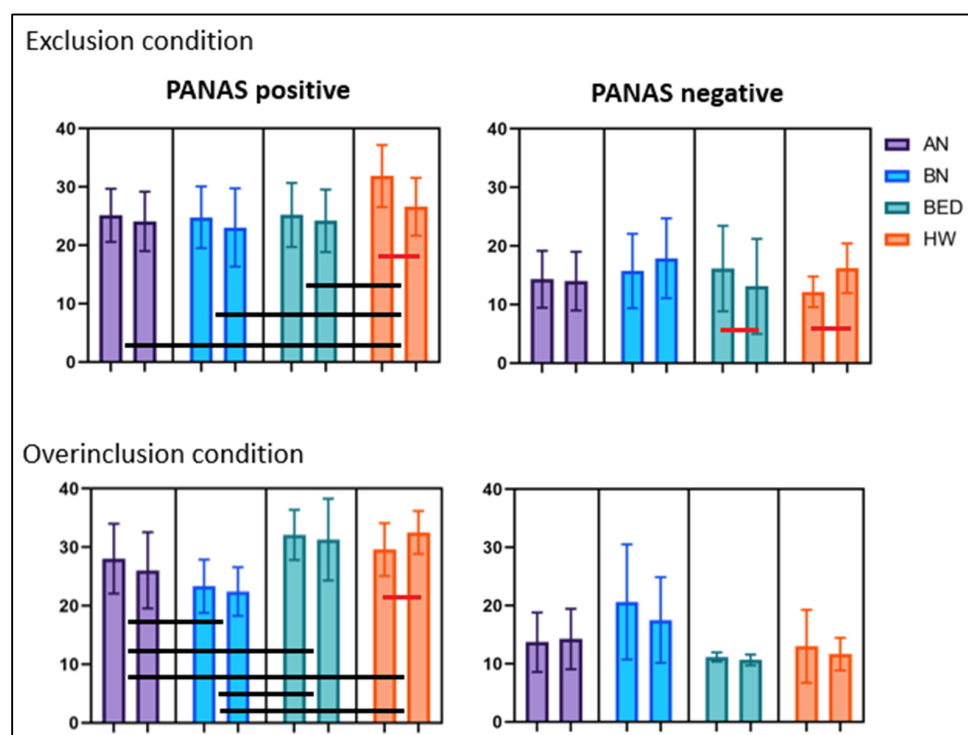 Exclusion condition
PANAS positive
PANAS negative
40
30
20
10
0
40
30
20
10
0
AN
BN
BED
HW
Overinclusion condition
40
30
20
10
0
40
30
20
10
0